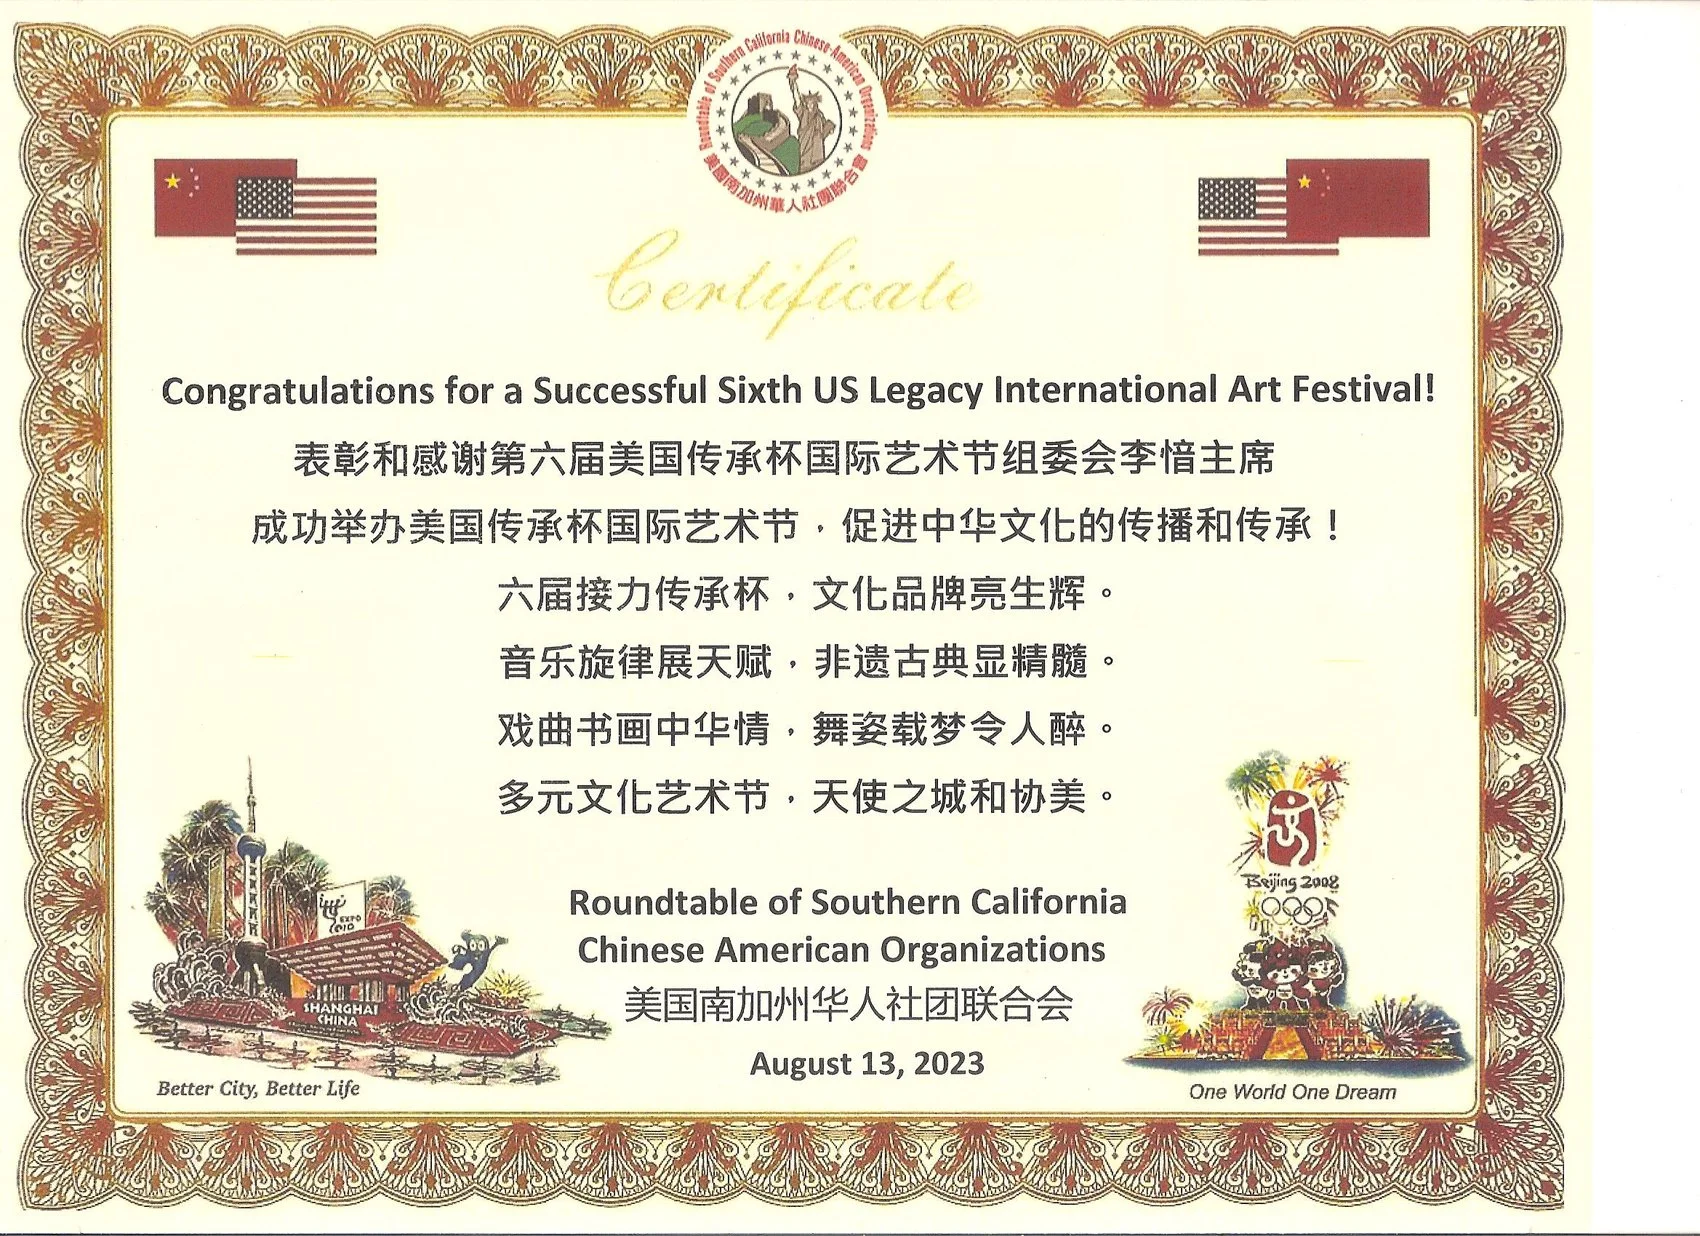 Roundtable of Southern California Chinese-American Organizations
美國南加州華人社團聯合會
Certificate
Congratulations for a Successful Sixth US Legacy International Art Festival!
表彰和感谢第六届美国传承杯国际艺术节组委会李愔主席
成功举办美国传承杯国际艺术节，促进中华文化的传播和传承！
六届接力传承杯，文化品牌亮生辉。
音乐旋律展天赋，非遗古典显精髓。
戏曲书画中华情，舞姿载梦令人醉。
多元文化艺术节，天使之城和协美。
Beijing 2008
EXPO
2010
SHANGHAI
CHINA
Roundtable of Southern California
Chinese American Organizations
美国南加州华人社团联合会
August 13, 2023
Better City, Better Life
One World One Dream